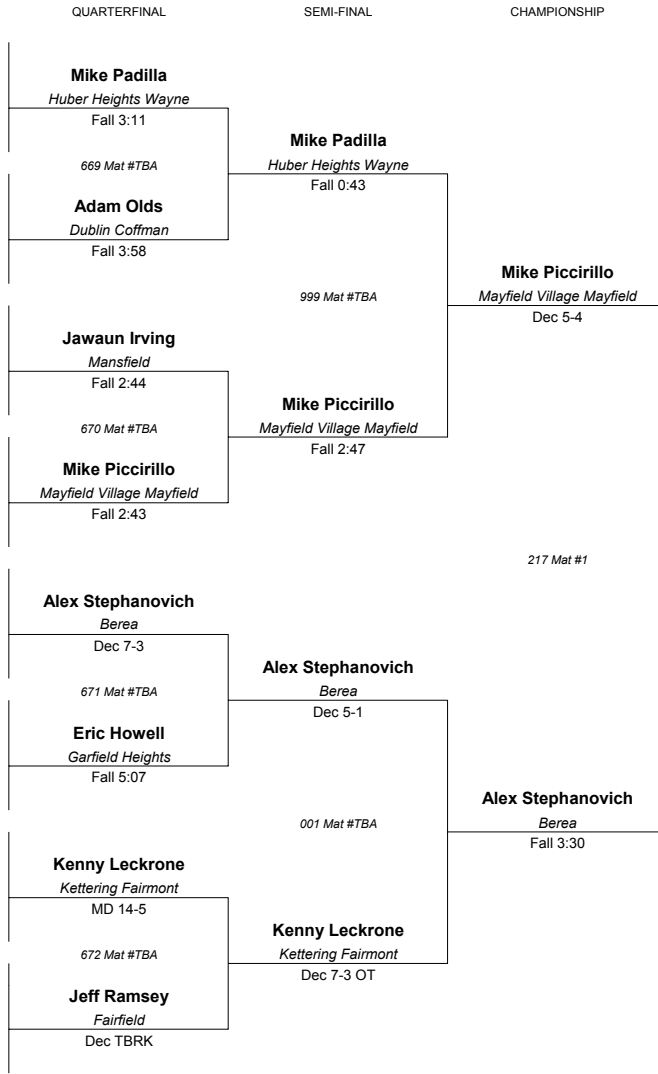 QUARTERFINAL
SEMI-FINAL
CHAMPIONSHIP
Mike Padilla
Huber Heights Wayne
Fall 3:11
669 Mat #TBA
Adam Olds
Dublin Coffman
Fall 3:58
Jawaun Irving
Mansfield
Fall 2:44
670 Mat #TBA
Mike Piccirillo
Mayfield Village Mayfield
Fall 2:43
Alex Stephanovich
Berea
Dec 7-3
671 Mat #TBA
Eric Howell
Garfield Heights
Fall 5:07
Kenny Leckrone
Kettering Fairmont
MD 14-5
672 Mat #TBA
Jeff Ramsey
Fairfield
Dec TBRK
Mike Padilla
Huber Heights Wayne
Fall 0:43
999 Mat #TBA
Mike Piccirillo
Mayfield Village Mayfield
Fall 2:47
Alex Stephanovich
Berea
Dec 5-1
001 Mat #TBA
Kenny Leckrone
Kettering Fairmont
Dec 7-3 OT
Mike Piccirillo
Mayfield Village Mayfield
Dec 5-4
217 Mat #1
Alex Stephanovich
Berea
Fall 3:30